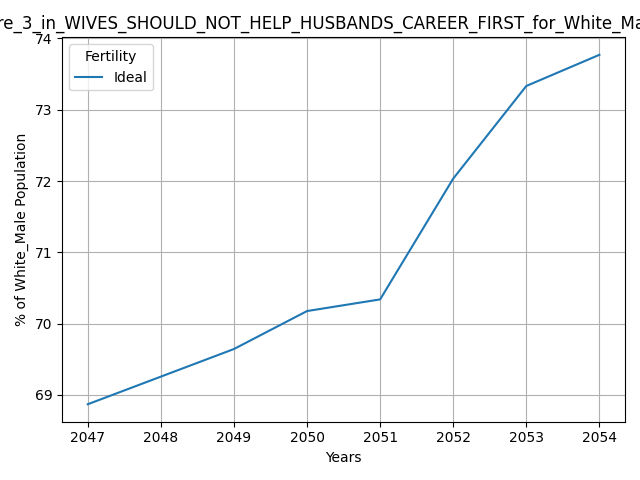 re_3_in_WIVES_SHOULD_NOT_HELP_HUSBANDS_CAREER_FIRST_for_White_Ma
Fertility
Ideal
% of White_Male Population
74
73
72
71
70
69
2047 2048 2049 2050 2051 2052 2053 2054
Years